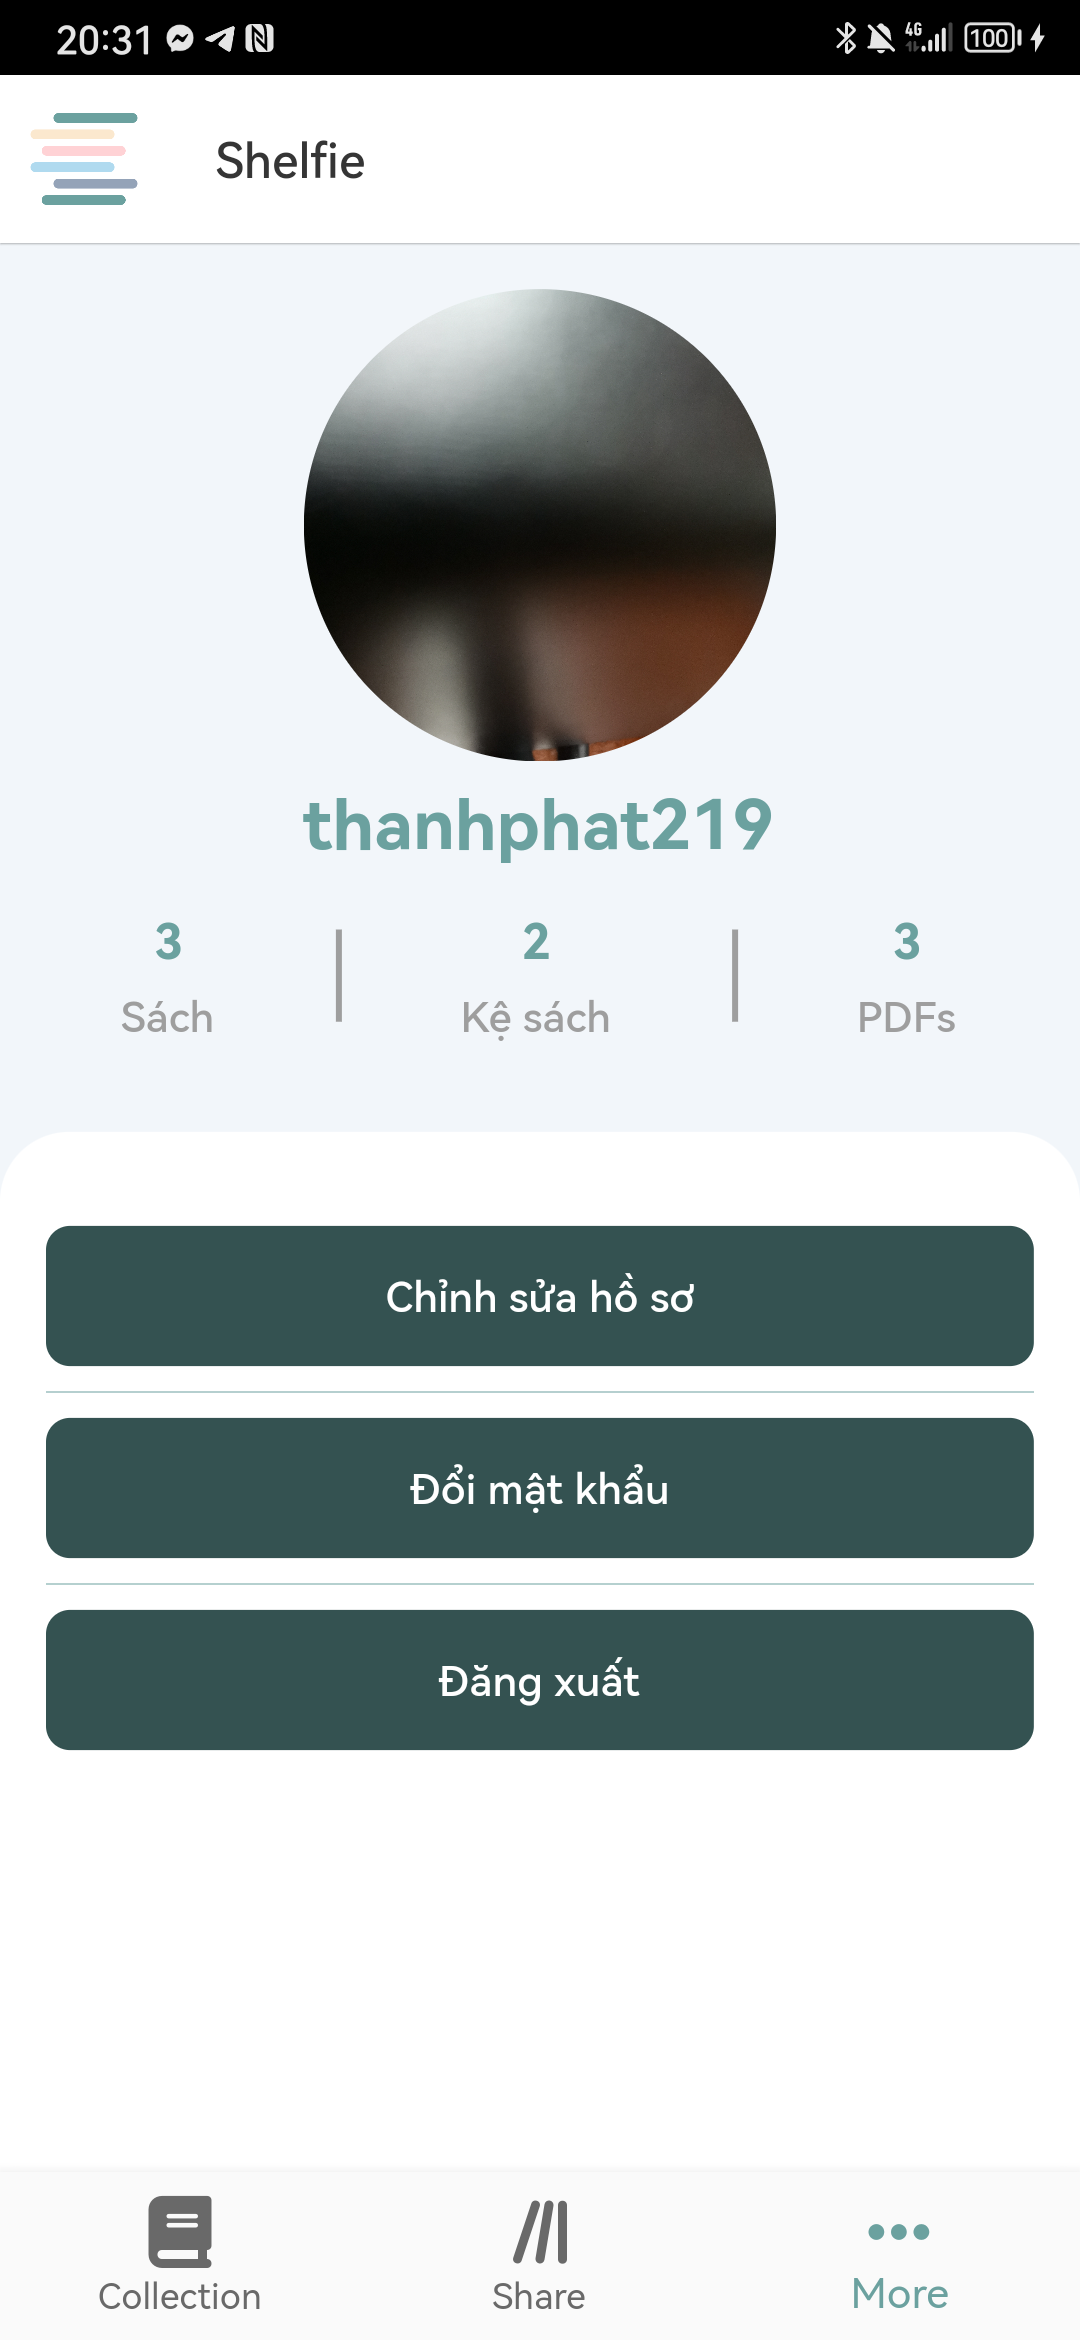 20:31 4G 100
Shelfie
thanhphat219
3 2 3
Sách Kệ sách PDFs
Chỉnh sửa hồ sơ
Đổi mật khẩu
Đăng xuất
Collection Share More